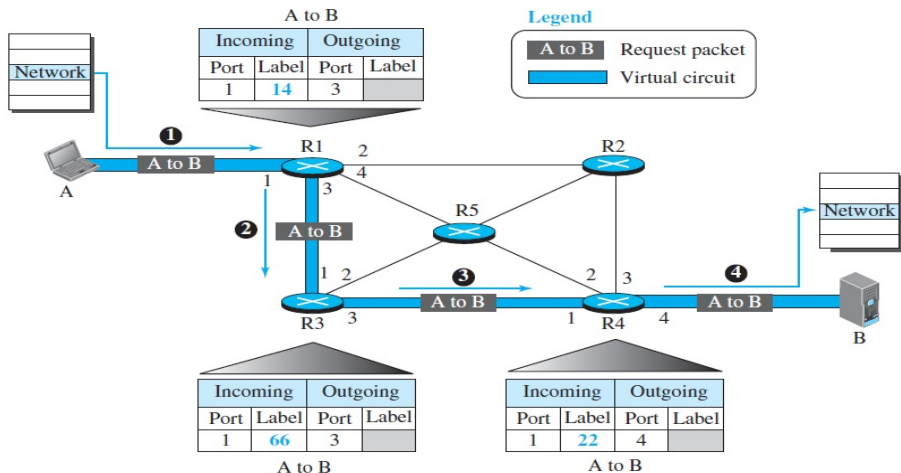 A to B
Incoming Outgoing
Port Label Port Label
1 14 3
Legend
A to B Request packet
Virtual circuit
Network
1
A to B
A
1
R1
2
4
3
R2
Network
2
A to B
R5
1
2
3
A to B
2
3
4
A to B
R3
3
1
R4
4
B
Incoming Outgoing
Port Label Port Label
1 66 3
A to B
Incoming Outgoing
Port Label Port Label
1 22 4
A to B